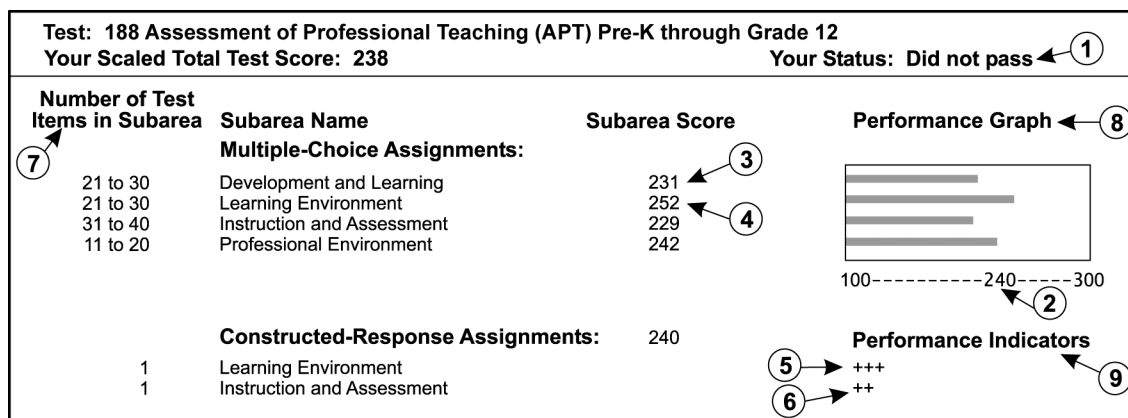 Test: 188 Assessment of Professional Teaching (APT) Pre-K through Grade 12
Your Scaled Total Test Score: 238 Your Status: Did not pass 1
Number of Test
Items in Subarea Subarea Name Subarea Score Performance Graph 8
7 Multiple-Choice Assignments:
21 to 30 Development and Learning 231 3
21 to 30 Learning Environment 252 4
31 to 40 Instruction and Assessment 229
11 to 20 Professional Environment 242
100--------------240------300
2
Constructed-Response Assignments: 240 Performance Indicators
1 Learning Environment 5 +++ 9
1 Instruction and Assessment 6 ++